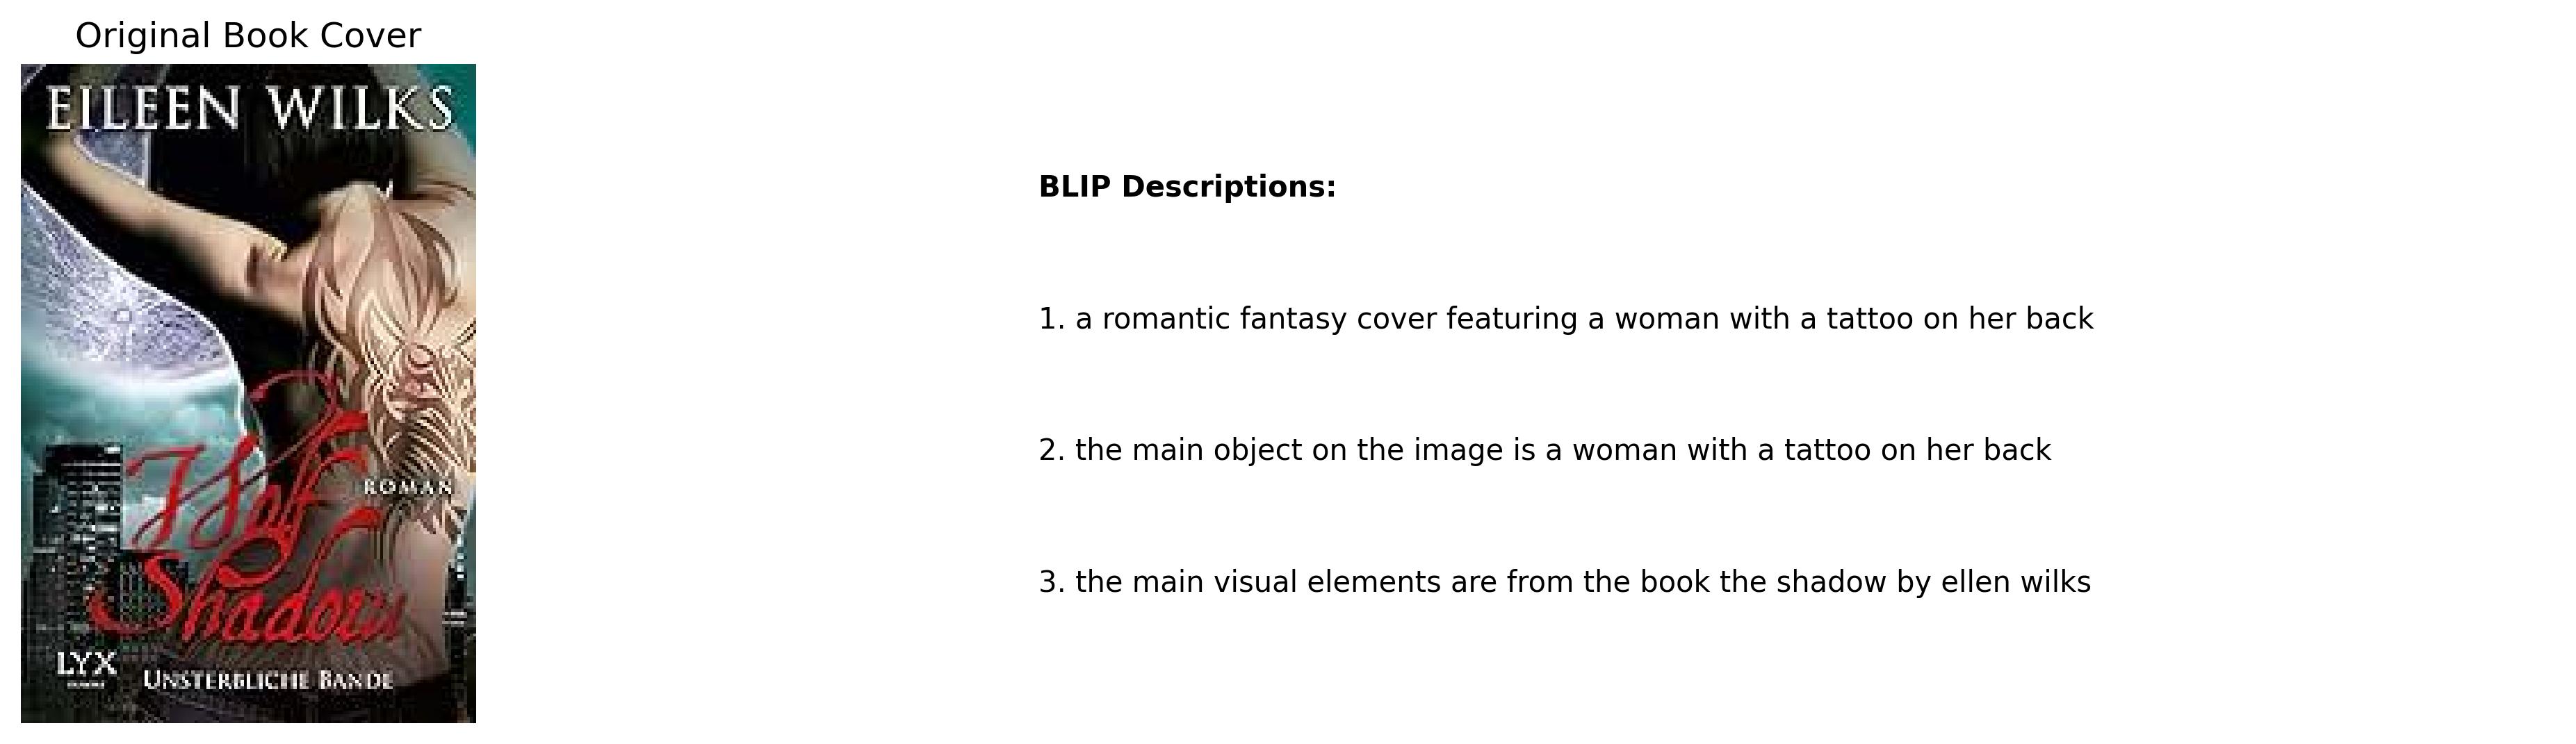 Original Book Cover
EILEEN WILKS
Wolf
ROMAN
Shadow
LYX
UNSTERBLICHE BANDE
BLIP Descriptions:
1. a romantic fantasy cover featuring a woman with a tattoo on her back
2. the main object on the image is a woman with a tattoo on her back
3. the main visual elements are from the book the shadow by ellen wilks